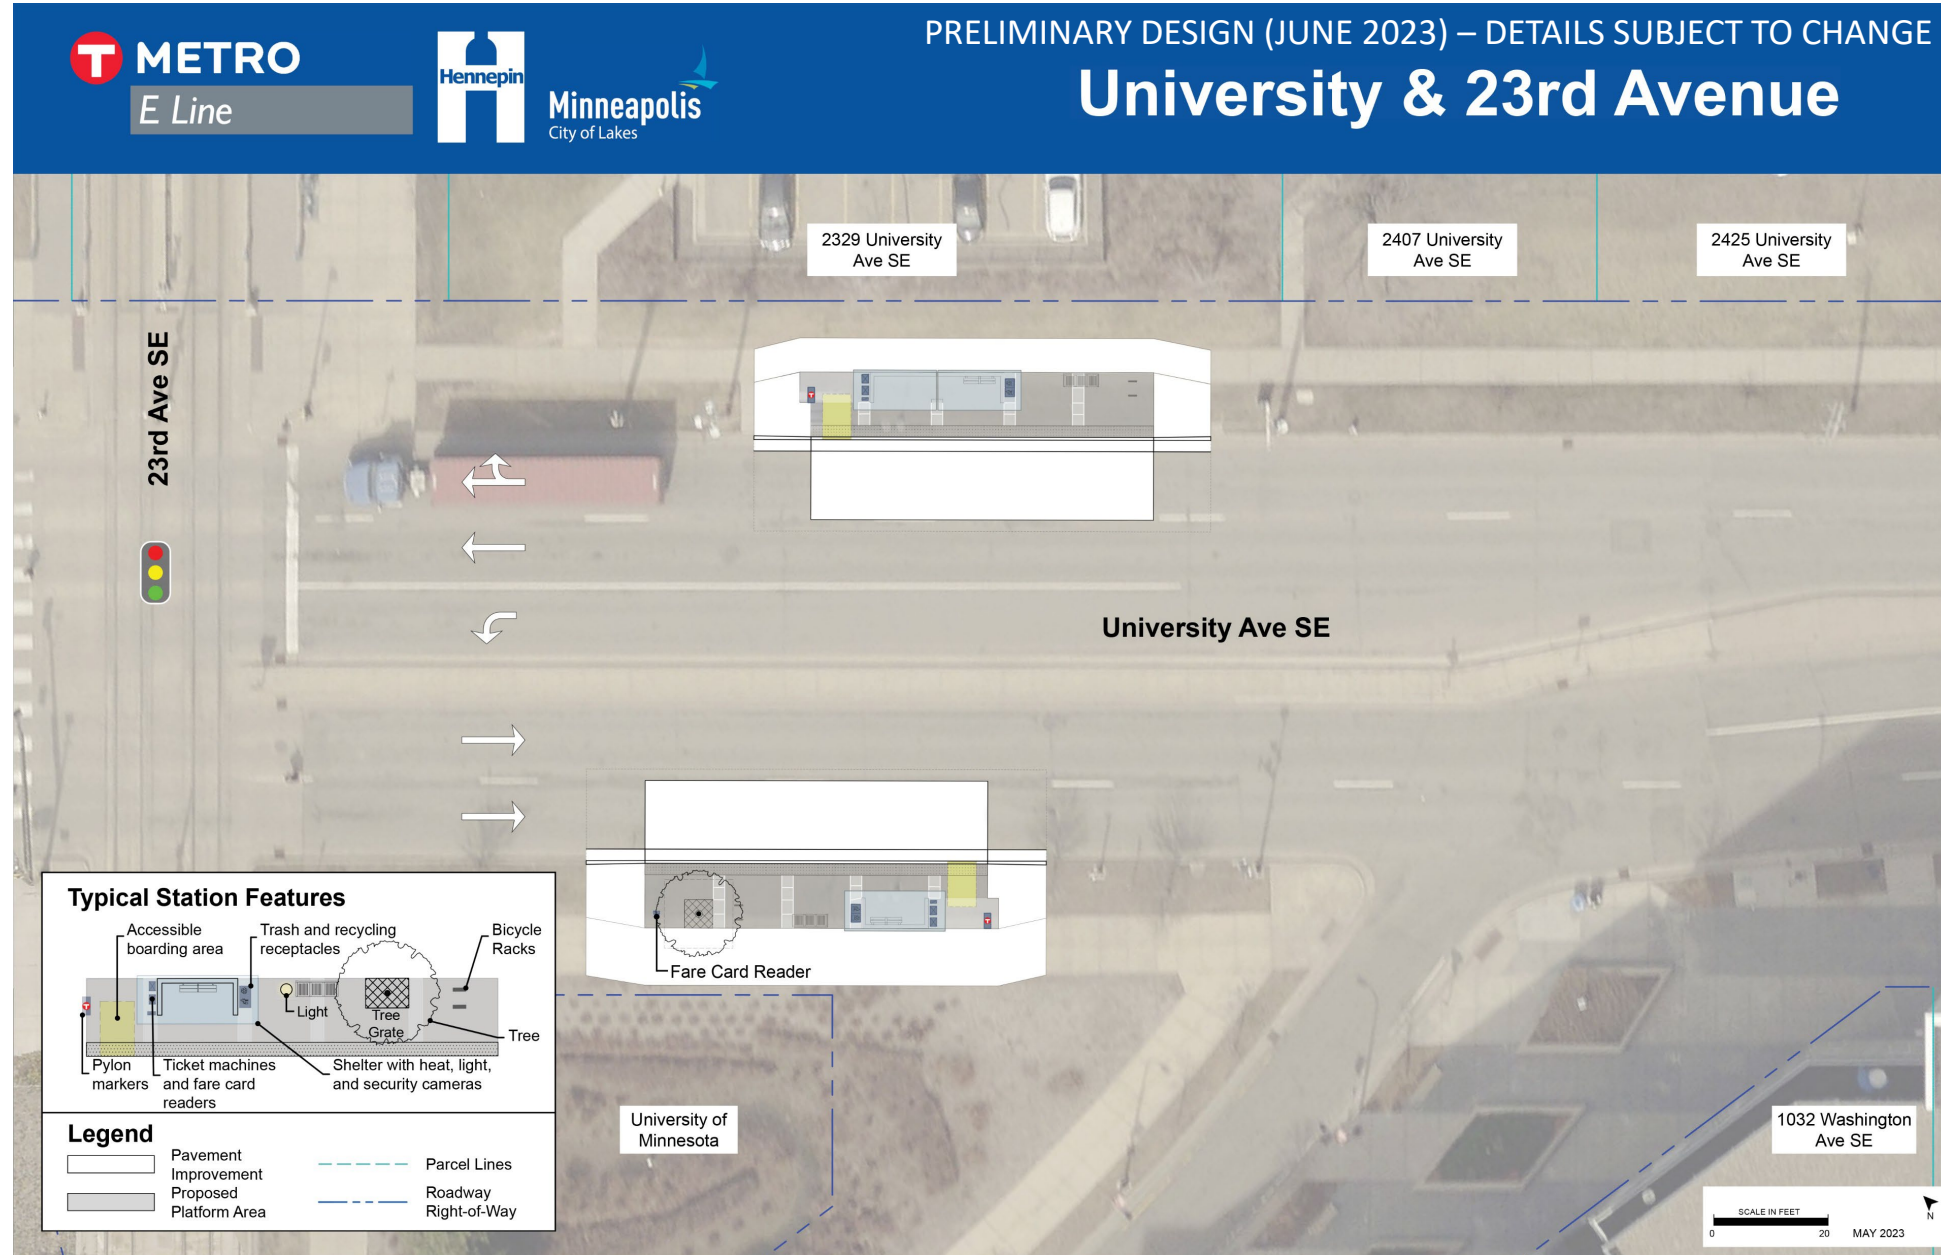 PRELIMINARY DESIGN (JUNE 2023) – DETAILS SUBJECT TO CHANGE
T METRO
E Line
Hennepin
Minneapolis
City of Lakes
University & 23rd Avenue
2329 University
Ave SE
2407 University
Ave SE
2425 University
Ave SE
23rd Ave SE
T
University Ave SE
T
Fare Card Reader
Typical Station Features
Accessible
boarding area
Trash and recycling
receptacles
Bicycle
Racks
T
Light
Tree
Grate
Tree
Pylon
markers
Ticket machines
and fare card
readers
Shelter with heat, light,
and security cameras
Legend
Pavement
Improvement
Parcel Lines
Proposed
Platform Area
Roadway
Right-of-Way
University of
Minnesota
1032 Washington
Ave SE
SCALE IN FEET
0 20
MAY 2023
N